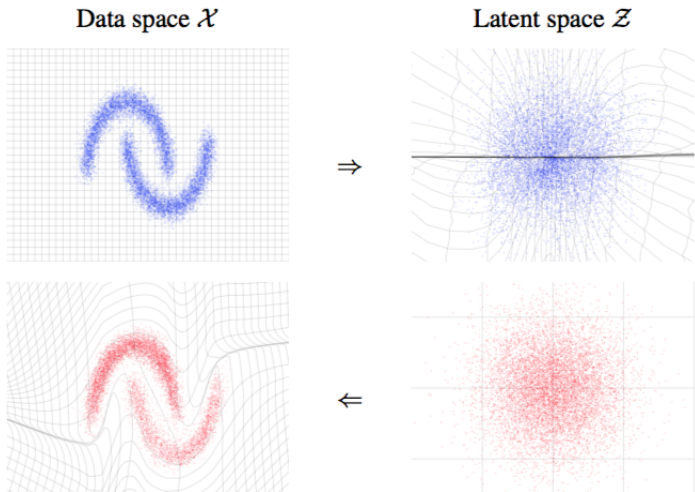 Data space 𝒳
Latent space 𝒵
⇒
⇐